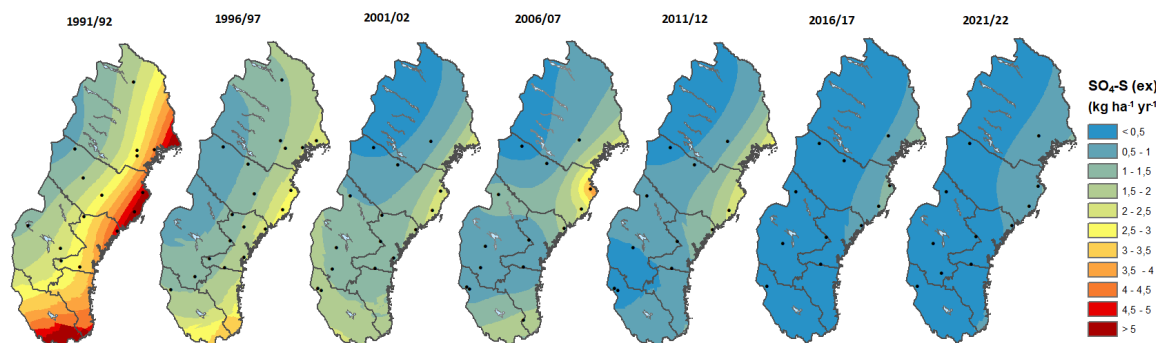 1991/92
1996/97
2001/02
2006/07
2011/12
2016/17
2021/22
SO₄-S (ex)
(kg ha⁻¹ yr⁻¹
< 0,5
0,5 - 1
1 - 1,5
1,5 - 2
2 - 2,5
2,5 - 3
3 - 3,5
3,5 - 4
4 - 4,5
4,5 - 5
> 5